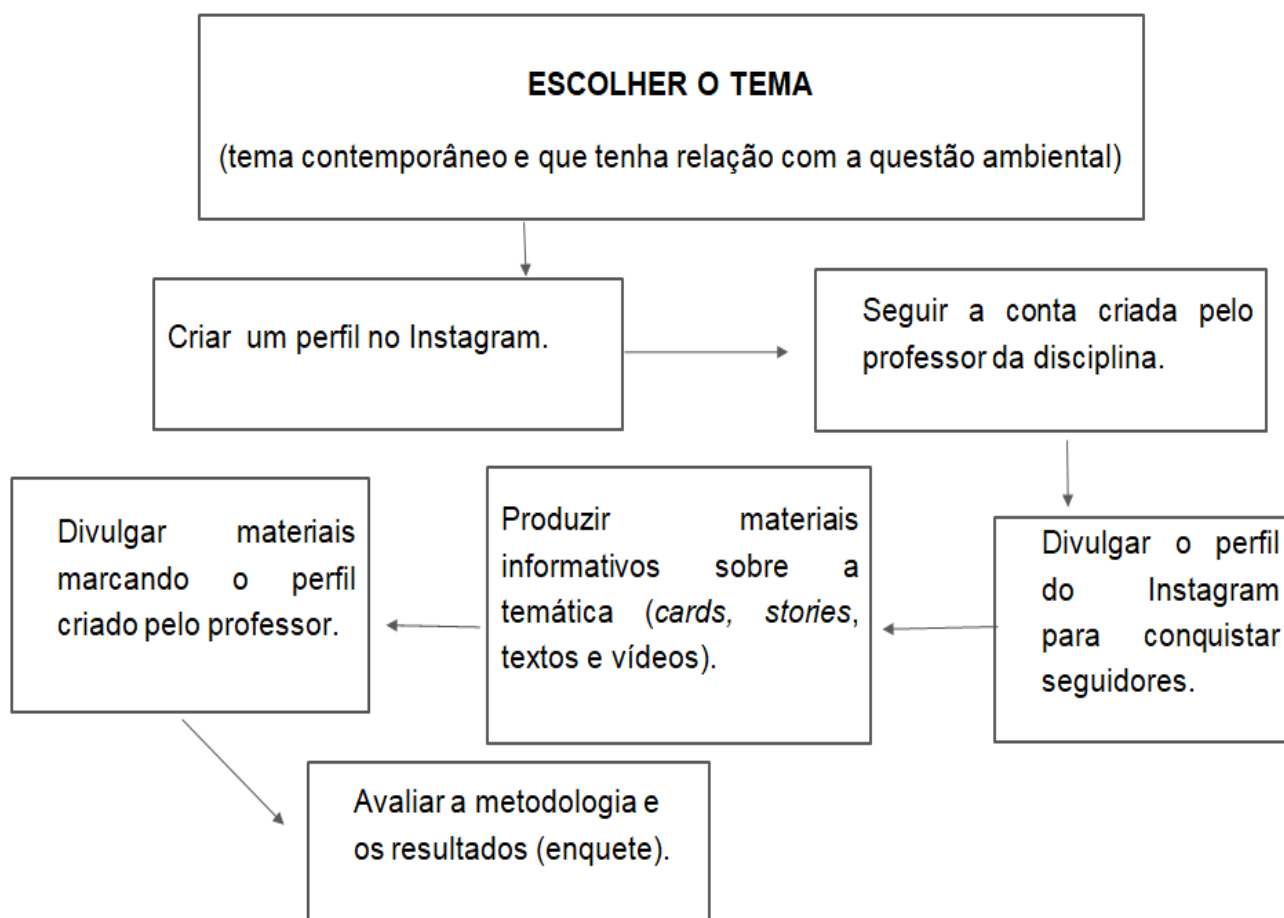 ESCOLHER O TEMA
(tema contemporâneo e que tenha relação com a questão ambiental)
Criar um perfil no Instagram.
Seguir a conta criada pelo
professor da disciplina.
Divulgar o perfil
do Instagram
para conquistar
seguidores.
Produzir materiais
informativos sobre a
temática (cards, stories,
textos e vídeos).
Divulgar materiais
marcando o perfil
criado pelo professor.
Avaliar a metodologia e
os resultados (enquete).